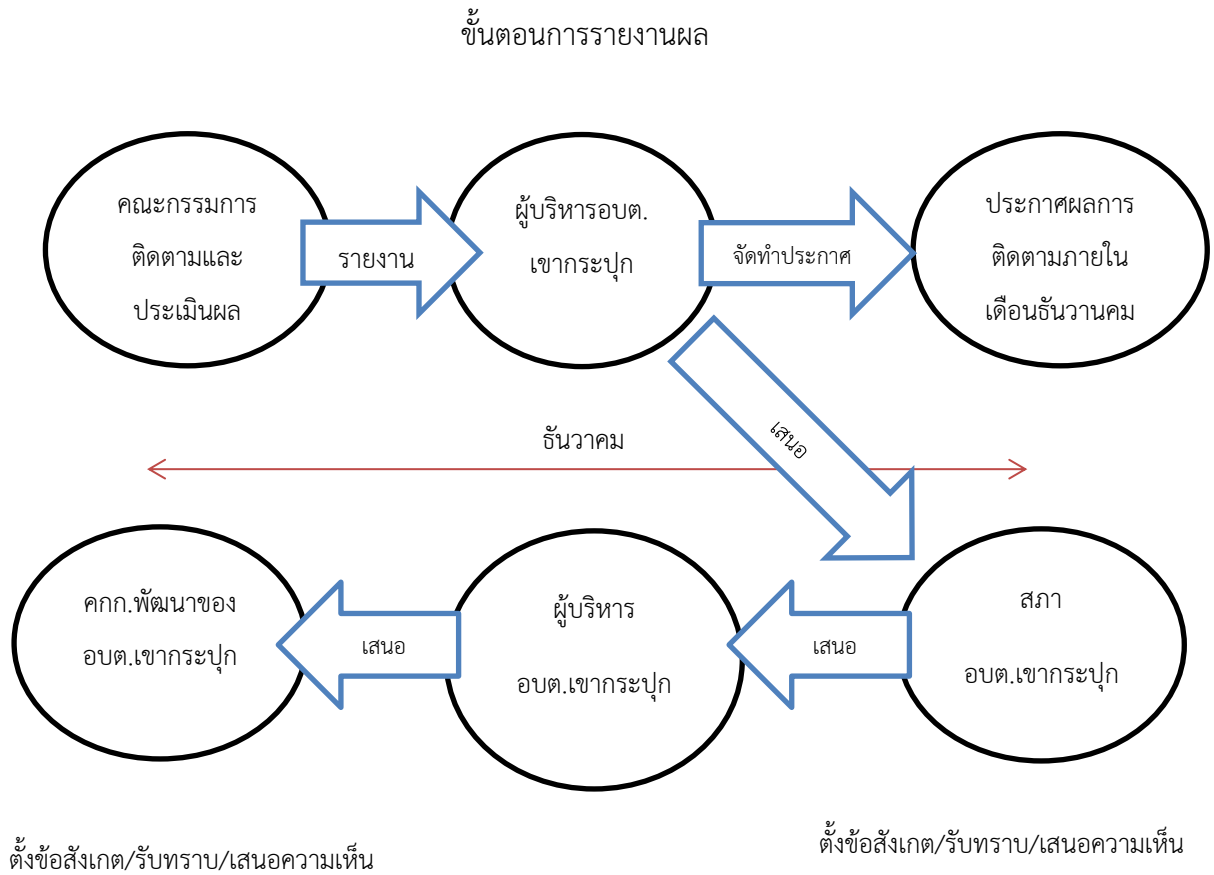 ขั้นตอนการรายงานผล
คณะกรรมการ
ติดตามและ
ประเมินผล
รายงาน
ผู้บริหารอบต.
เขากระปุก
จัดทำประกาศ
ประกาศผลการ
ติดตามภายใน
เดือนธันวานคม
เสนอ
ธันวาคม
คกก.พัฒนาของ
อบต.เขากระปุก
เสนอ
ผู้บริหาร
อบต.เขากระปุก
เสนอ
สภา
อบต.เขากระปุก
ตั้งข้อสังเกต/รับทราบ/เสนอความเห็น
ตั้งข้อสังเกต/รับทราบ/เสนอความเห็น